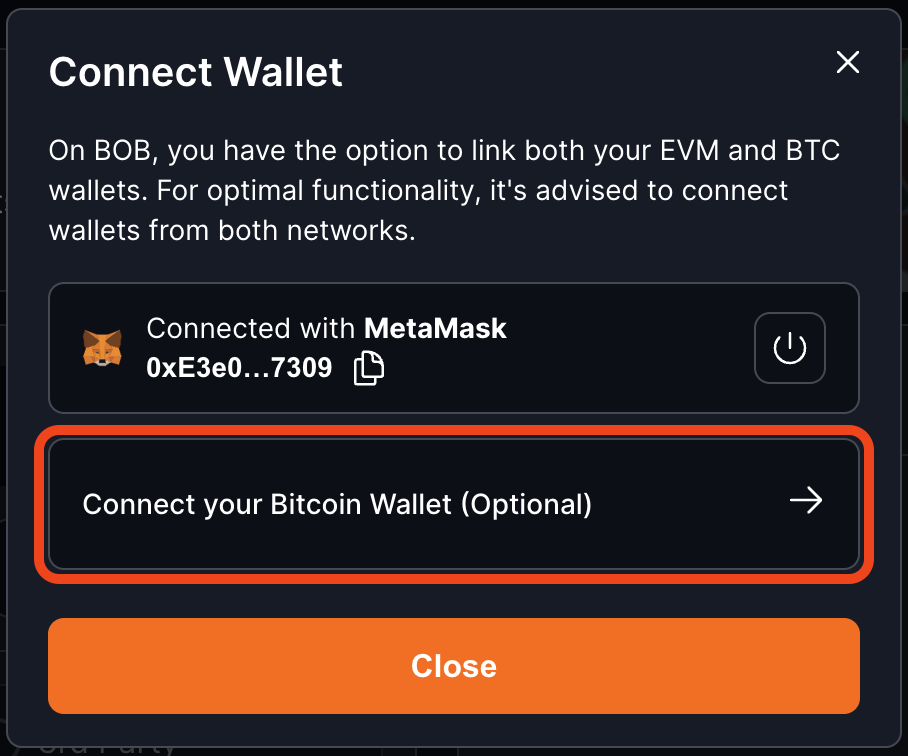 Connect Wallet
On BOB, you have the option to link both your EVM and BTC
wallets. For optimal functionality, it's advised to connect
wallets from both networks.
Connected with MetaMask
0xE3e0...7309
Connect your Bitcoin Wallet (Optional)
Close
3rd Party